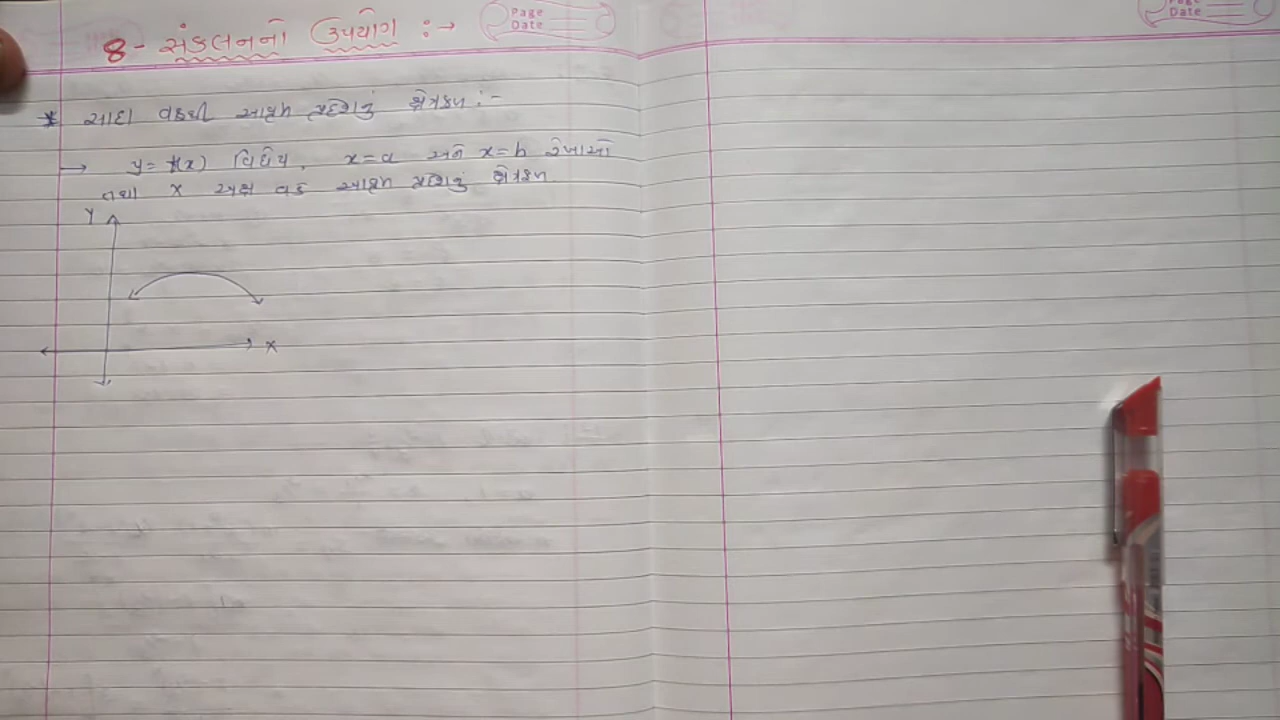 Page
Date
Page
Date
8- સંકલનનો ઉપયોગ :→
* સાદા વક્રથી આવૃત્ત પ્રદેશનું ક્ષેત્રફળ :-
→ y = f(x) વિધેય, x = a અને x = b રેખાઓ
તથા X અક્ષ વડે આવૃત્ત પ્રદેશનું ક્ષેત્રફળ
Y
X